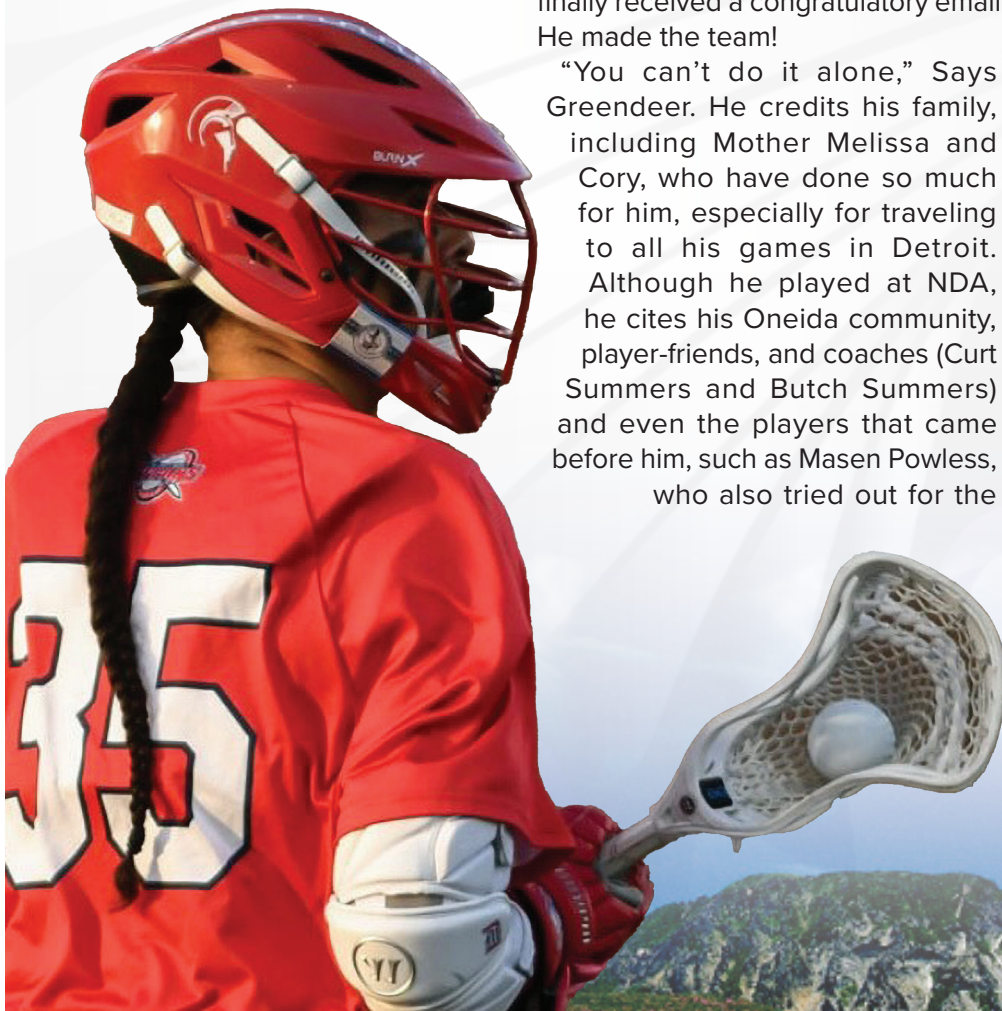 finally received a congratulatory email
He made the team!
“You can’t do it alone,” Says
Greendeer. He credits his family,
including Mother Melissa and
Cory, who have done so much
for him, especially for traveling
to all his games in Detroit.
Although he played at NDA,
he cites his Oneida community,
player-friends, and coaches (Curt
Summers and Butch Summers)
and even the players that came
before him, such as Masen Powless,
who also tried out for the
BURN X
35